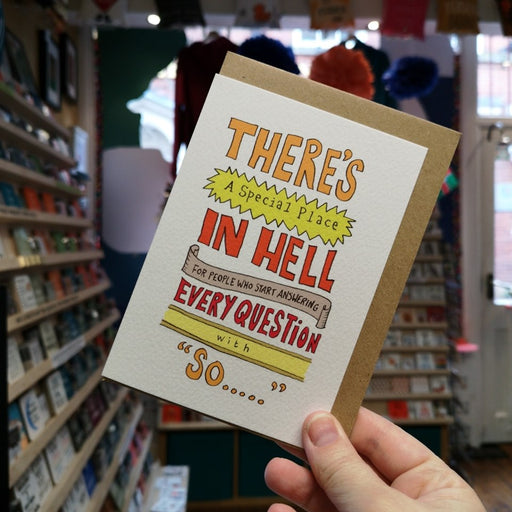 THERE'S
A Special Place
IN HELL
FOR PEOPLE WHO START ANSWERING
EVERY QUESTION
with
"SO....."